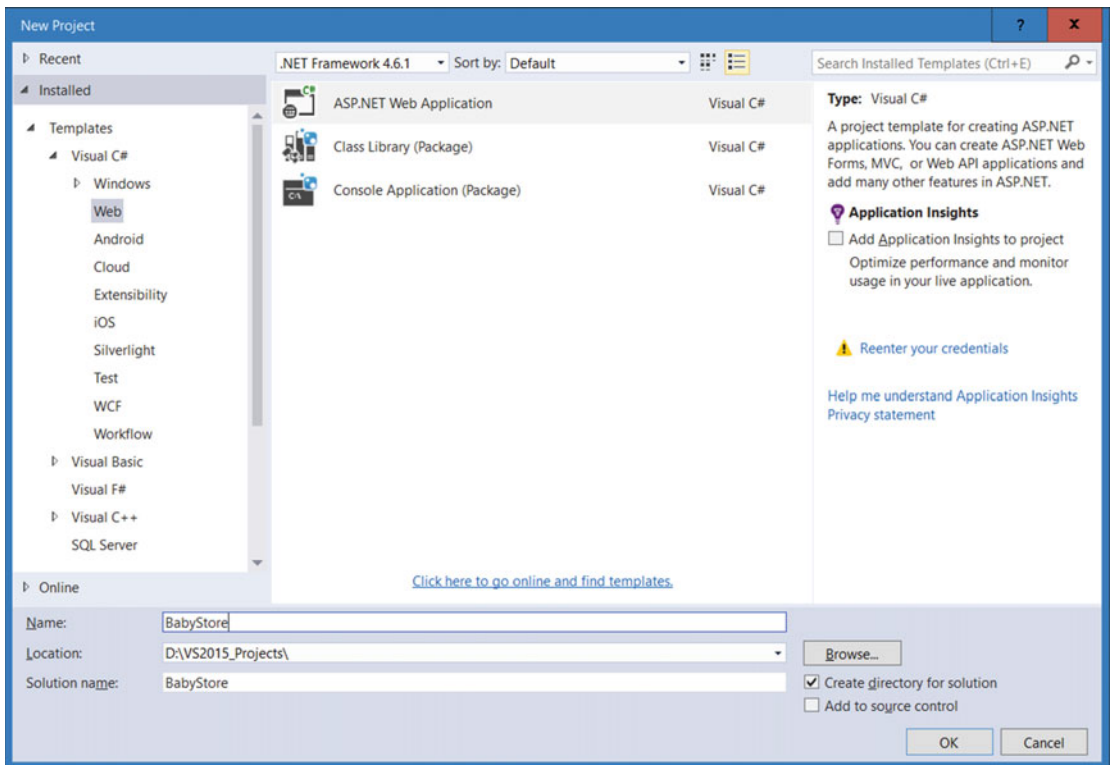 New Project
?
x
Recent
.NET Framework 4.6.1
Sort by: Default
Search Installed Templates (Ctrl+E)
Installed
Templates
Visual C#
Windows
Web
Android
Cloud
Extensibility
iOS
Silverlight
Test
WCF
Workflow
Visual Basic
Visual F#
Visual C++
SQL Server
Online
C#
ASP.NET Web Application Visual C#
Class Library (Package) Visual C#
C:\
Console Application (Package) Visual C#
Click here to go online and find templates.
Type: Visual C#
A project template for creating ASP.NET
applications. You can create ASP.NET Web
Forms, MVC, or Web API applications and
add many other features in ASP.NET.
Application Insights
Add Application Insights to project
Optimize performance and monitor
usage in your live application.
Reenter your credentials
Help me understand Application Insights
Privacy statement
Name: BabyStore
Location: D:\VS2015_Projects\
Browse...
Solution name: BabyStore
Create directory for solution
Add to source control
OK
Cancel